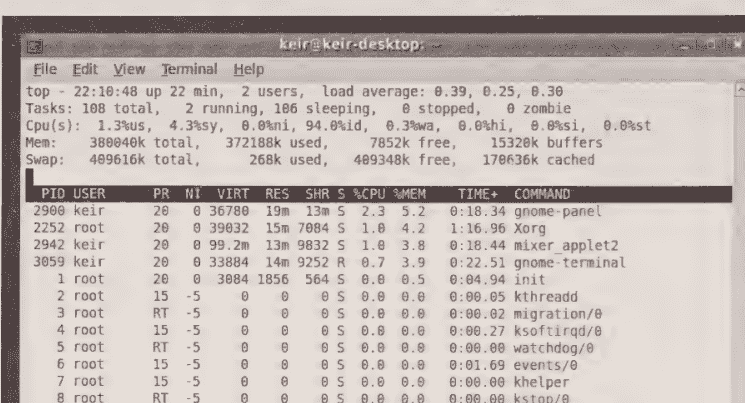 keir@keir-desktop:
File Edit View Terminal Help
top - 22:10:48 up 22 min, 2 users, load average: 0.39, 0.25, 0.30
Tasks: 108 total, 2 running, 106 sleeping, 0 stopped, 0 zombie
Cpu(s): 1.3%us, 4.3%sy, 0.0%ni, 94.0%id, 0.3%wa, 0.0%hi, 0.0%si, 0.0%st
Mem: 380040k total, 372188k used, 7852k free, 15320k buffers
Swap: 409616k total, 268k used, 409348k free, 170636k cached
PID USER PR NI VIRT RES SHR S %CPU %MEM TIME+ COMMAND
2900 keir 20 0 36780 19m 13m S 2.3 5.2 0:18.34 gnome-panel
2252 root 20 0 39032 15m 7084 S 1.0 4.2 1:16.96 Xorg
2942 keir 20 0 99.2m 13m 9832 S 1.0 3.8 0:18.44 mixer_applet2
3059 keir 20 0 33884 14m 9252 R 0.7 3.9 0:22.51 gnome-terminal
1 root 20 0 3084 1856 564 S 0.0 0.5 0:04.94 init
2 root 15 -5 0 0 0 S 0.0 0.0 0:00.05 kthreadd
3 root RT -5 0 0 0 S 0.0 0.0 0:00.02 migration/0
4 root 15 -5 0 0 0 S 0.0 0.0 0:00.27 ksoftirqd/0
5 root RT -5 0 0 0 S 0.0 0.0 0:00.00 watchdog/0
6 root 15 -5 0 0 0 S 0.0 0.0 0:01.69 events/0
7 root 15 -5 0 0 0 S 0.0 0.0 0:00.00 khelper
8 root RT -5 0 0 0 S 0.0 0.0 0:00.00 kstop/0